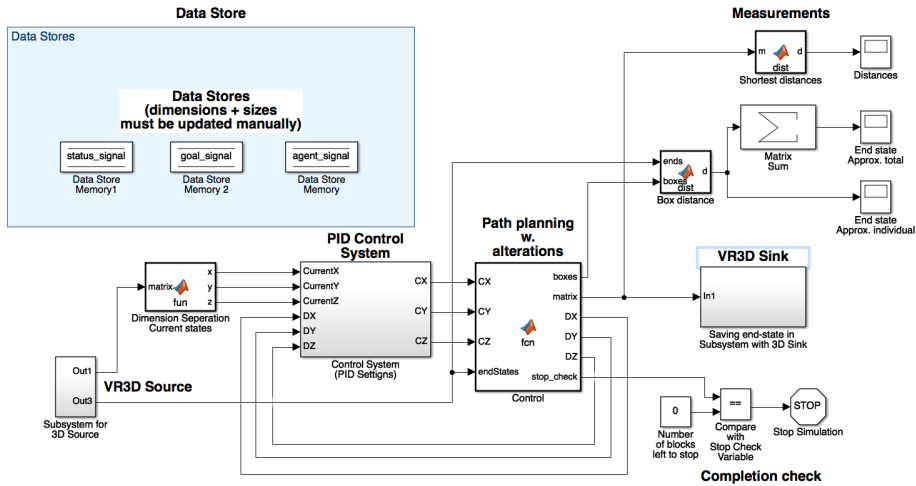 Data Store
Measurements
Data Stores
Data Stores
(dimensions + sizes
must be updated manually)
status_signal
Data Store
Memory1
goal_signal
Data Store
Memory 2
agent_signal
Data Store
Memory
m
d
dist
Shortest distances
Distances
Matrix
Sum
End state
Approx. total
ends
boxes
d
dist
Box distance
End state
Approx. individual
PID Control
System
Path planning
w.
alterations
VR3D Sink
matrix
fun
x
y
z
Dimension Seperation
Current states
CurrentX
CurrentY
CurrentZ
DX
DY
DZ
CX
CY
CZ
Control System
(PID Settigns)
CX
CY
CZ
endStates
fcn
boxes
matrix
DX
DY
DZ
stop_check
Control
In1
Saving end-state in
Subsystem with 3D Sink
Out1
Out3
VR3D Source
Subsystem for
3D Source
0
Number
of blocks
left to stop
==
Compare
with
Stop Check
Variable
STOP
Stop Simulation
Completion check